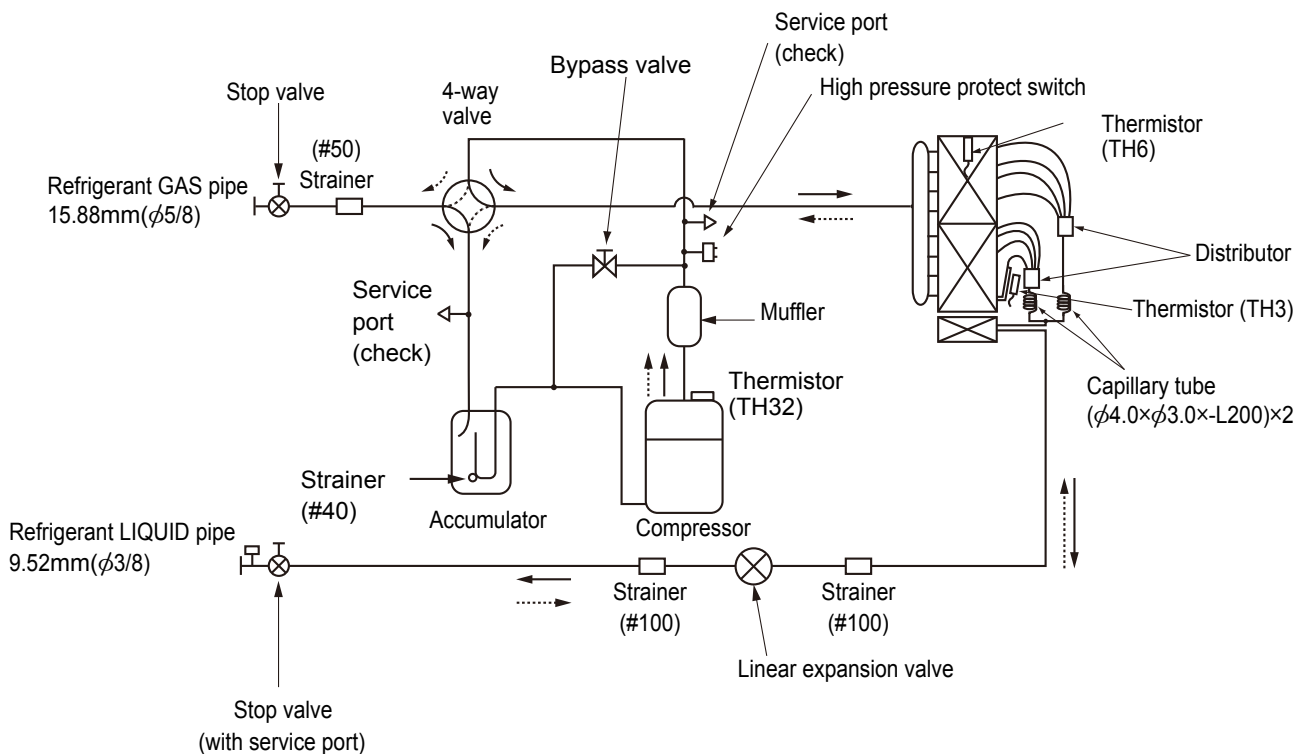 Service port
(check)
Bypass valve
High pressure protect switch
Stop valve
4-way
valve
Thermistor
(TH6)
(#50)
Strainer
Refrigerant GAS pipe
15.88mm(ϕ5/8)
Distributor
Service
port
(check)
Muffler
Thermistor (TH3)
Thermistor
(TH32)
Capillary tube
(ϕ4.0×ϕ3.0×-L200)×2
Strainer
(#40)
Accumulator
Compressor
Refrigerant LIQUID pipe
9.52mm(ϕ3/8)
Strainer
(#100)
Strainer
(#100)
Linear expansion valve
Stop valve
(with service port)